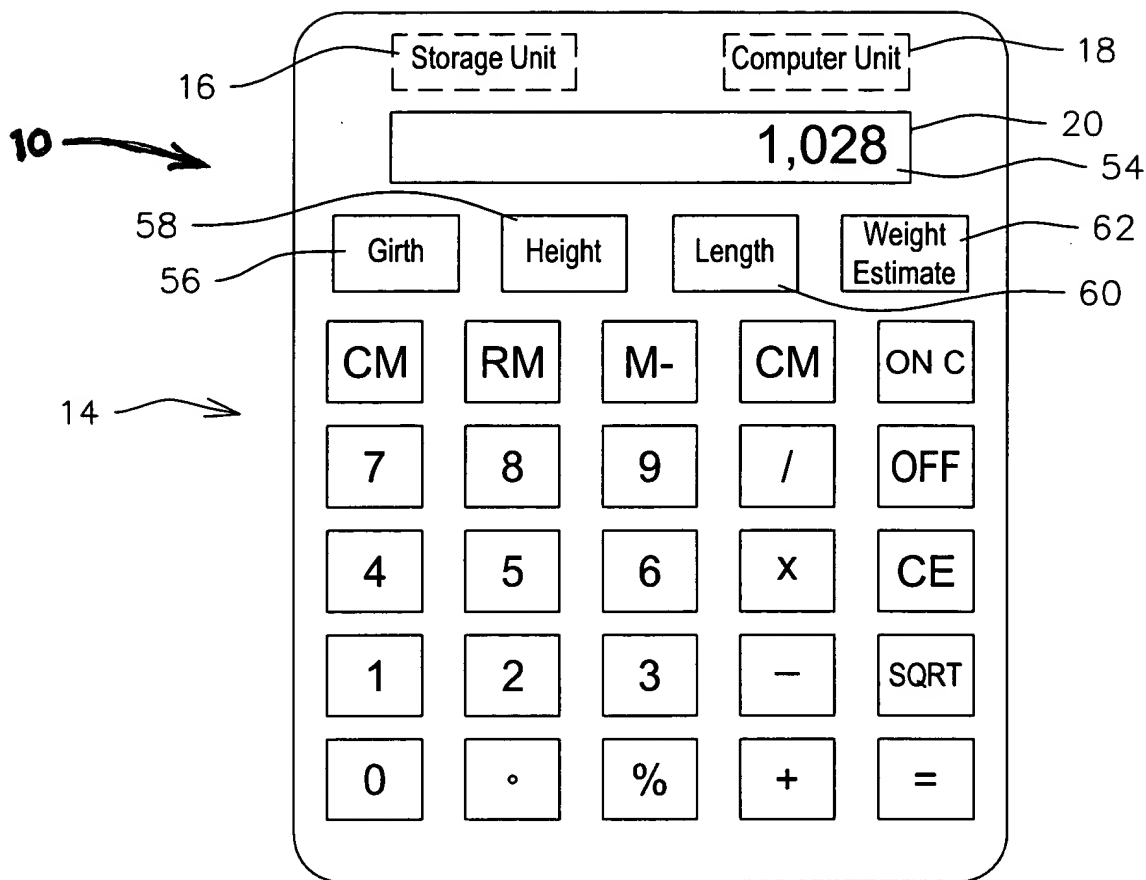 Storage Unit Computer Unit 18
16
10 1,028 20
54
58 62
Girth Height Length Weight
Estimate
56 60
CM RM M- CM ON C
14
7 8 9 / OFF
4 5 6 x CE
1 2 3 – SQRT
0 ° % + =